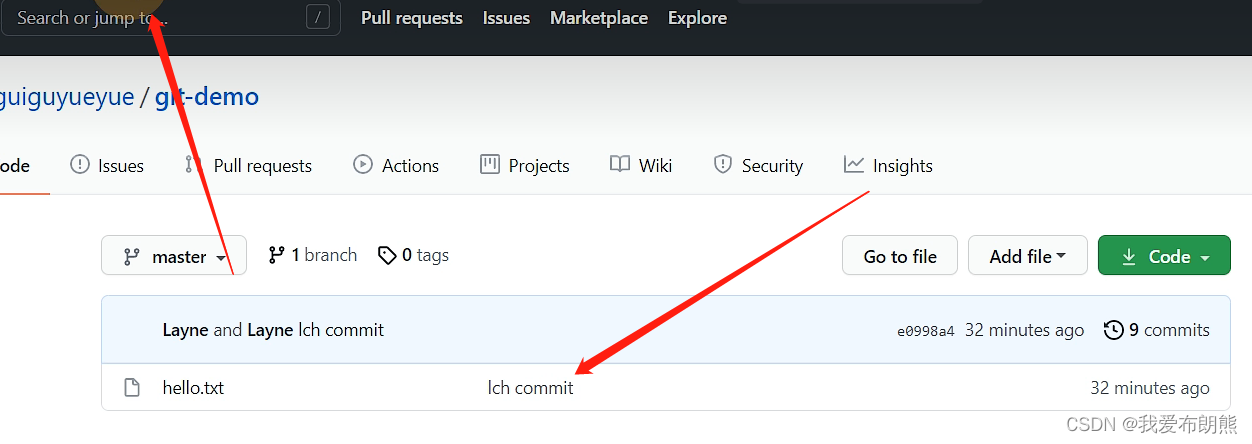 Search or jump to... / Pull requests Issues Marketplace Explore
guiguyueyue / git-demo
ode Issues Pull requests Actions Projects Wiki Security Insights
master 1 branch 0 tags Go to file Add file Code
Layne and Layne lch commit e0998a4 32 minutes ago 9 commits
hello.txt lch commit 32 minutes ago
CSDN @我爱布朗熊